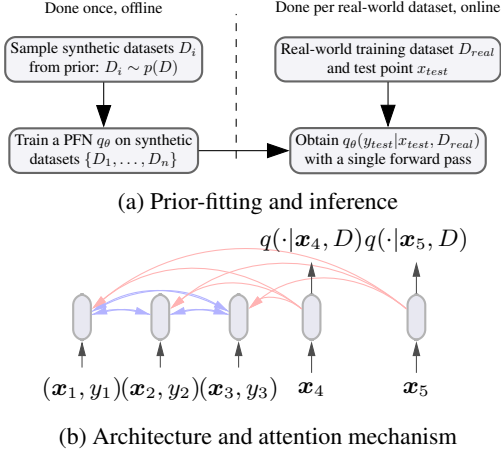 Done once, offline
Done per real-world dataset, online
Sample synthetic datasets $D_i$
from prior: $D_i \sim p(D)$
Real-world training dataset $D_{real}$
and test point $x_{test}$
Train a PFN $q_\theta$ on synthetic
datasets $\{D_1, \ldots, D_n\}$
Obtain $q_\theta(y_{test}|x_{test}, D_{real})$
with a single forward pass
(a) Prior-fitting and inference
$q(\cdot|\boldsymbol{x}_4, D)$ $q(\cdot|\boldsymbol{x}_5, D)$
$(\boldsymbol{x}_1, y_1)$ $(\boldsymbol{x}_2, y_2)$ $(\boldsymbol{x}_3, y_3)$ $\boldsymbol{x}_4$ $\boldsymbol{x}_5$
(b) Architecture and attention mechanism